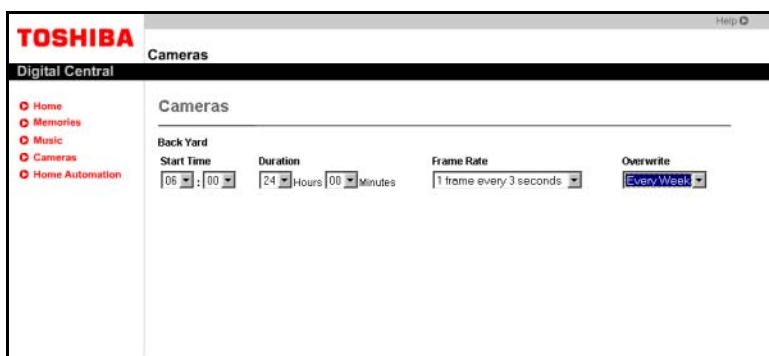 Help
TOSHIBA
Cameras
Digital Central
Home
Memories
Music
Cameras
Home Automation
Cameras
Back Yard
Start Time Duration Frame Rate Overwrite
06 : 00 24 Hours 00 Minutes 1 frame every 3 seconds Every Week